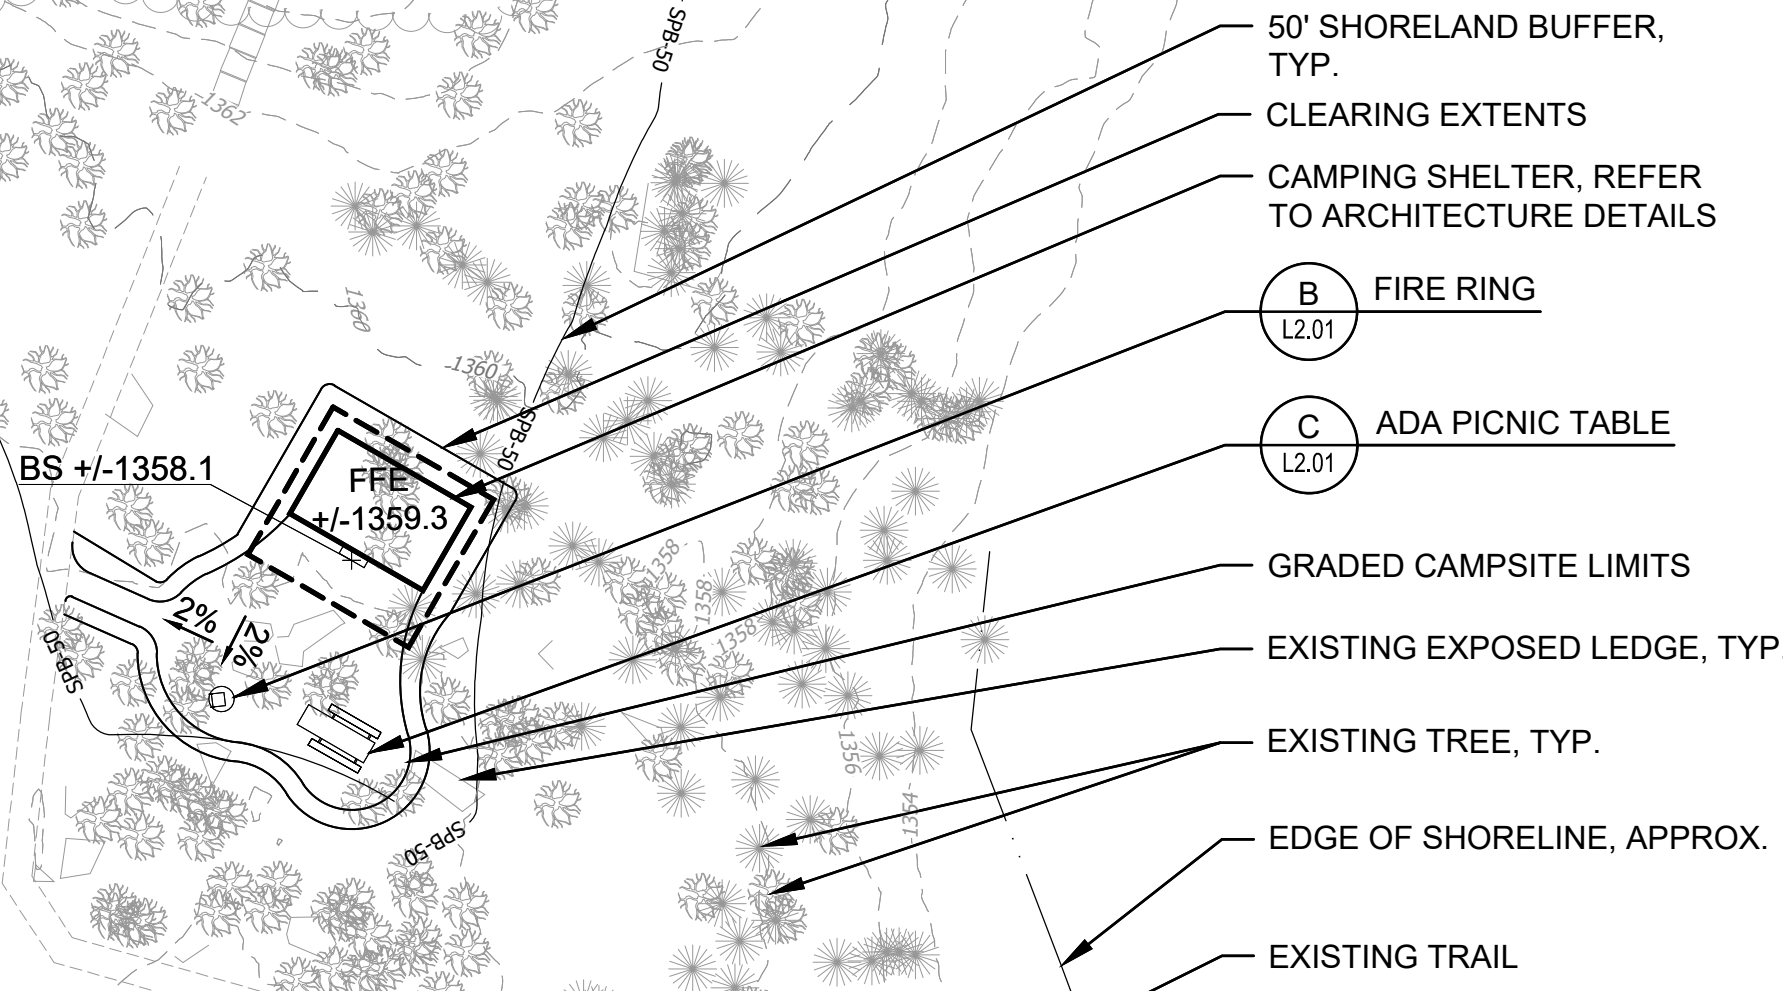 50' SHORELAND BUFFER,
TYP.
CLEARING EXTENTS
CAMPING SHELTER, REFER
TO ARCHITECTURE DETAILS
B
L2.01
FIRE RING
C
L2.01
ADA PICNIC TABLE
GRADED CAMPSITE LIMITS
EXISTING EXPOSED LEDGE, TYP.
EXISTING TREE, TYP.
EDGE OF SHORELINE, APPROX.
EXISTING TRAIL
SPB-50
1362
1360
1360
SPB-50
BS +/-1358.1
FFE
+/-1359.3
2%
2%
SPB-50
1358
1358
1358
1356
1354
SPB-50